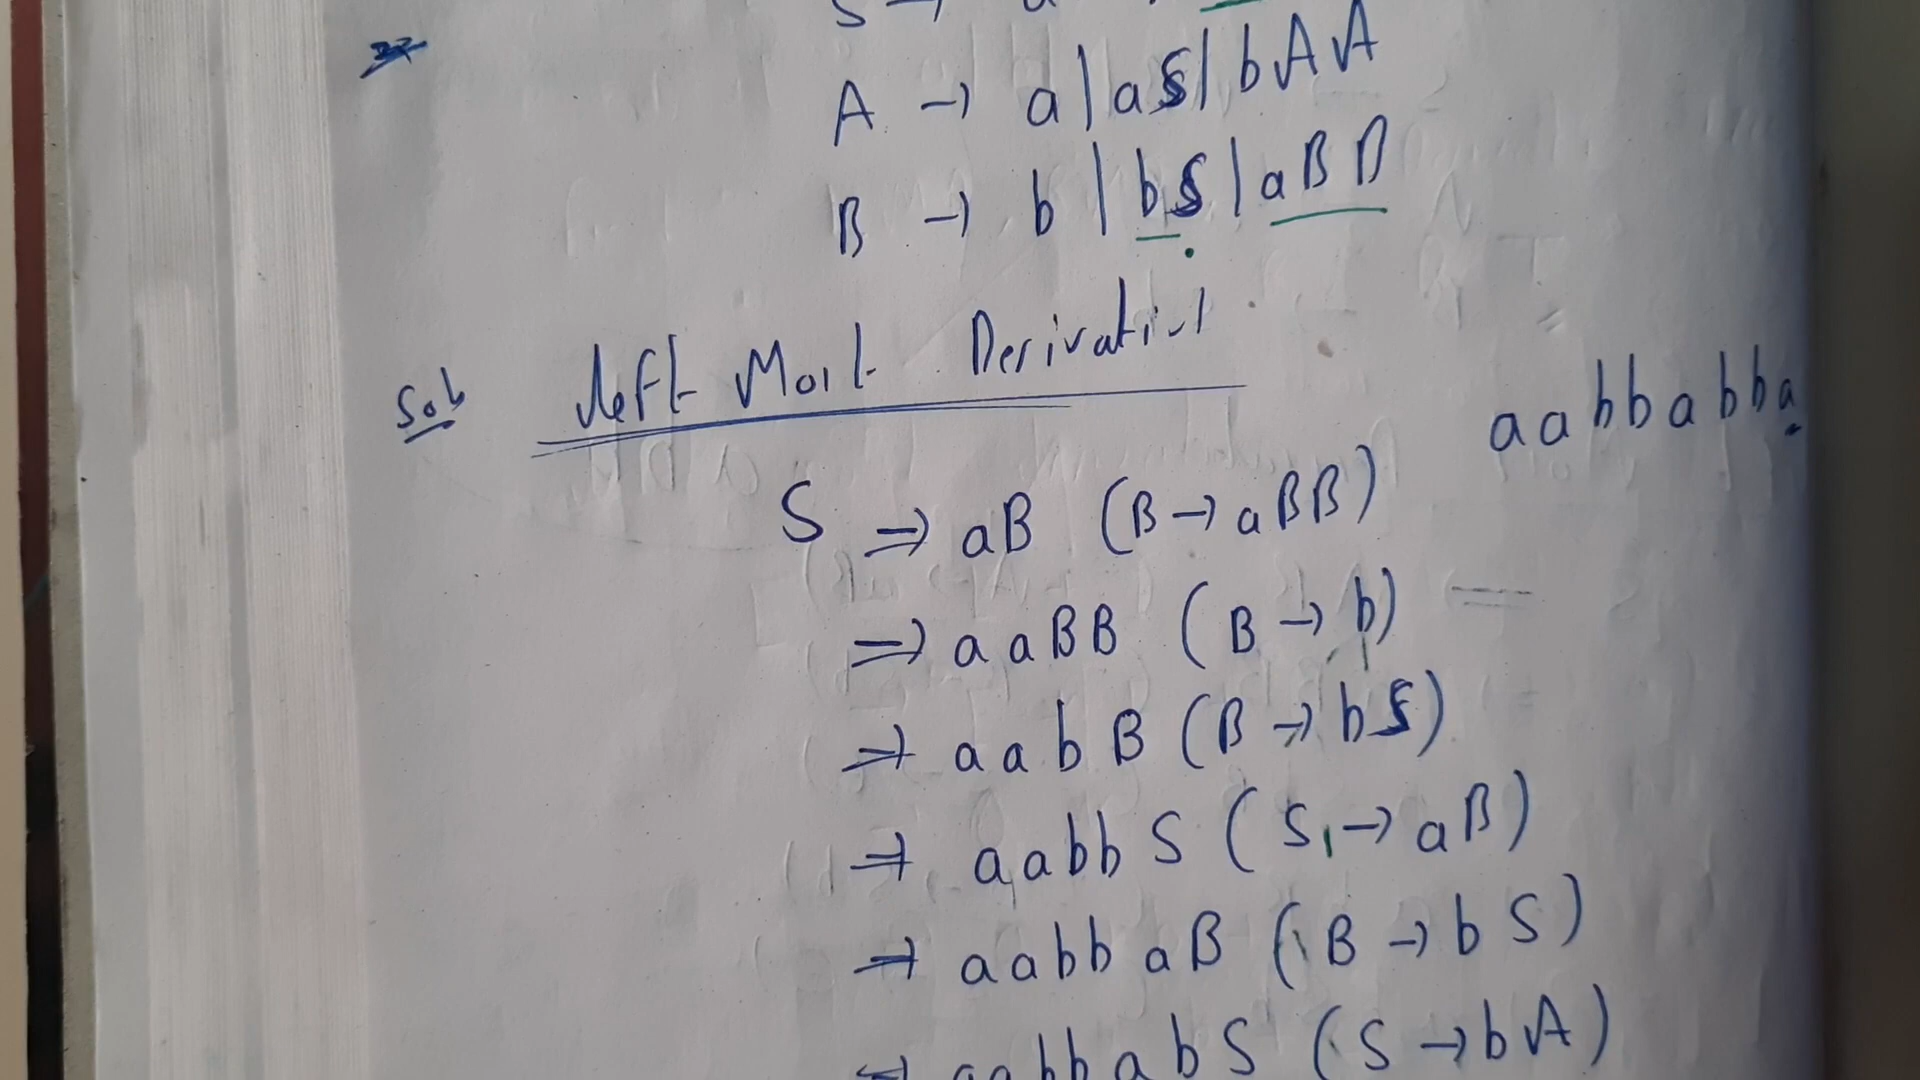 S → a
A → a | aS | bAA
B → b | bS | aBB
Left Most Derivation
Sol
aabbabba
S ⇒ aB (B → aBB)
⇒ aaBB (B → b)
⇒ aabB (B → bS)
⇒ aabbS (S → aB)
⇒ aabbaB (B → bS)
⇒ aabbabS (S → bA)